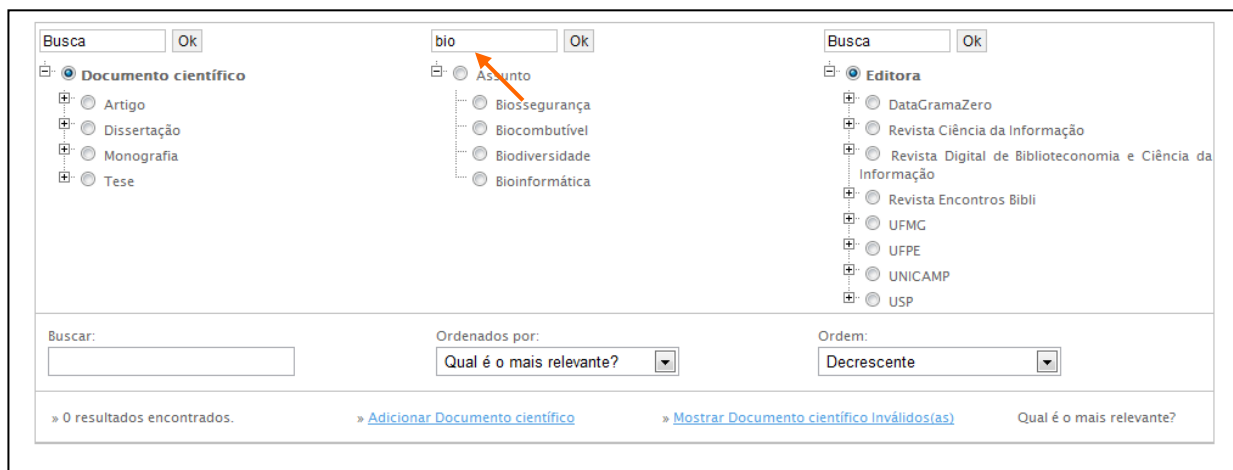 Busca Ok
Documento científico
Artigo
Dissertação
Monografia
Tese
bio Ok
Assunto
Biossegurança
Biocombutível
Biodiversidade
Bioinformática
Busca Ok
Editora
DataGramaZero
Revista Ciência da Informação
Revista Digital de Biblioteconomia e Ciência da
Informação
Revista Encontros Bibli
UFMG
UFPE
UNICAMP
USP
Buscar:
Ordenados por:
Qual é o mais relevante?
Ordem:
Decrescente
» 0 resultados encontrados.
» Adicionar Documento científico
» Mostrar Documento científico Inválidos(as)
Qual é o mais relevante?